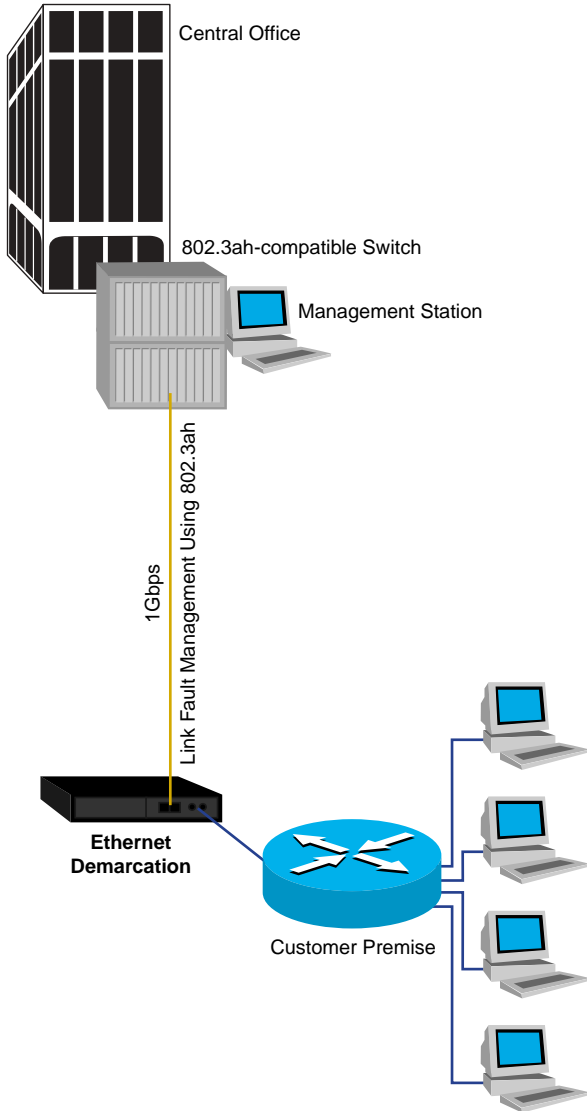 Central Office
802.3ah-compatible Switch
Management Station
1Gbps
Link Fault Management Using 802.3ah
Ethernet
Demarcation
Customer Premise